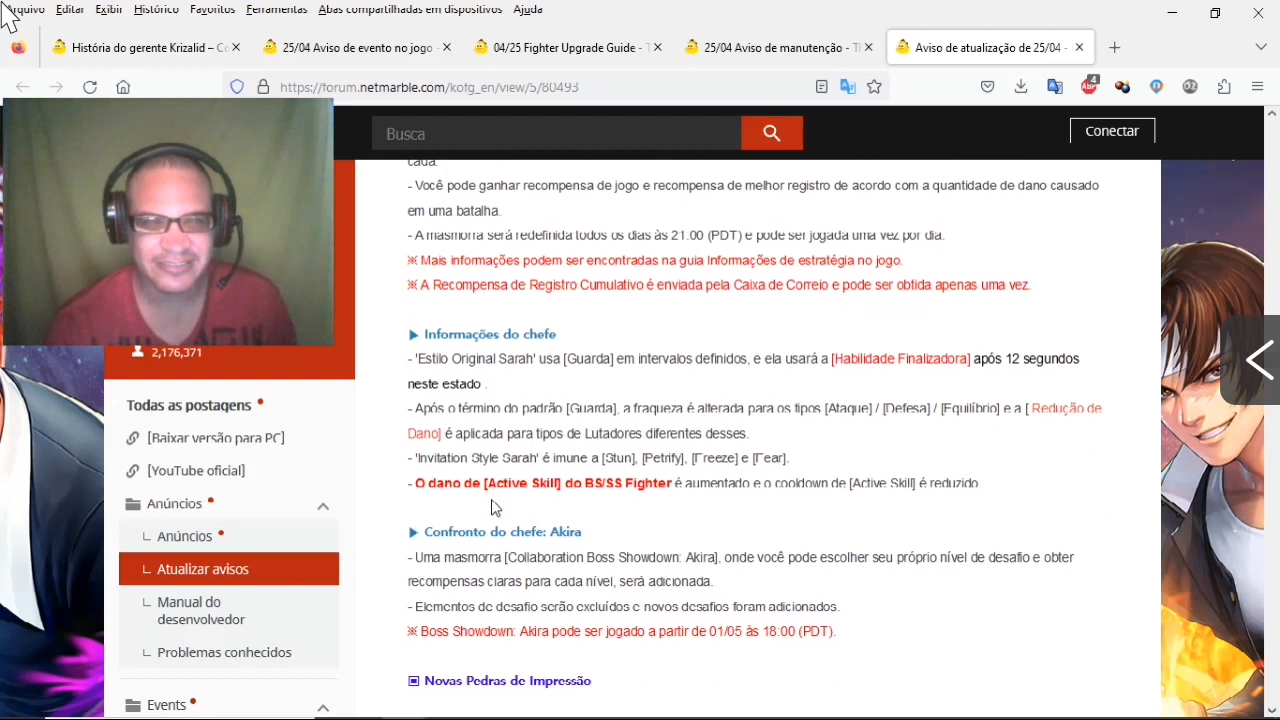 Arquivo Editar Exibir Histórico Favoritos Ferramentas Abas organizadas em painéis Ajuda
História do gerente Krizalid – Co
25/04 Aviso de evento no jogo -
04/25 Fighter Upgrade Guide - T
25/04 Aviso de manutenção - Th
Aviso de atualização de 25/04 -
https://forum.netmarble.com/kofg_en/view/5/80493
4
Busca
Conectar
cada.
- Você pode ganhar recompensa de jogo e recompensa de melhor registro de acordo com a quantidade de dano causado
em uma batalha.
- A masmorra será redefinida todos os dias às 21:00 (PDT) e pode ser jogada uma vez por dia.
※ Mais informações podem ser encontradas na guia Informações de estratégia no jogo.
※ A Recompensa de Registro Cumulativo é enviada pela Caixa de Correio e pode ser obtida apenas uma vez.
2,176,371
▶ Informações do chefe
- 'Estilo Original Sarah' usa [Guarda] em intervalos definidos, e ela usará a [Habilidade Finalizadora] após 12 segundos
neste estado .
- Após o término do padrão [Guarda], a fraqueza é alterada para os tipos [Ataque] / [Defesa] / [Equilíbrio] e a [ Redução de
Dano] é aplicada para tipos de Lutadores diferentes desses.
- 'Invitation Style Sarah' é imune a [Stun], [Petrify], [Freeze] e [Fear].
- O dano de [Active Skill] do BS/SS Fighter é aumentado e o cooldown de [Active Skill] é reduzido
▶ Confronto do chefe: Akira
- Uma masmorra [Collaboration Boss Showdown: Akira], onde você pode escolher seu próprio nível de desafio e obter
recompensas claras para cada nível, será adicionada.
- Elementos de desafio serão excluídos e novos desafios foram adicionados.
※ Boss Showdown: Akira pode ser jogado a partir de 01/05 às 18:00 (PDT).
▣ Novas Pedras de Impressão
Todas as postagens
[Baixar versão para PC]
[YouTube oficial]
Anúncios
Anúncios
Atualizar avisos
Manual do
desenvolvedor
Problemas conhecidos
Events